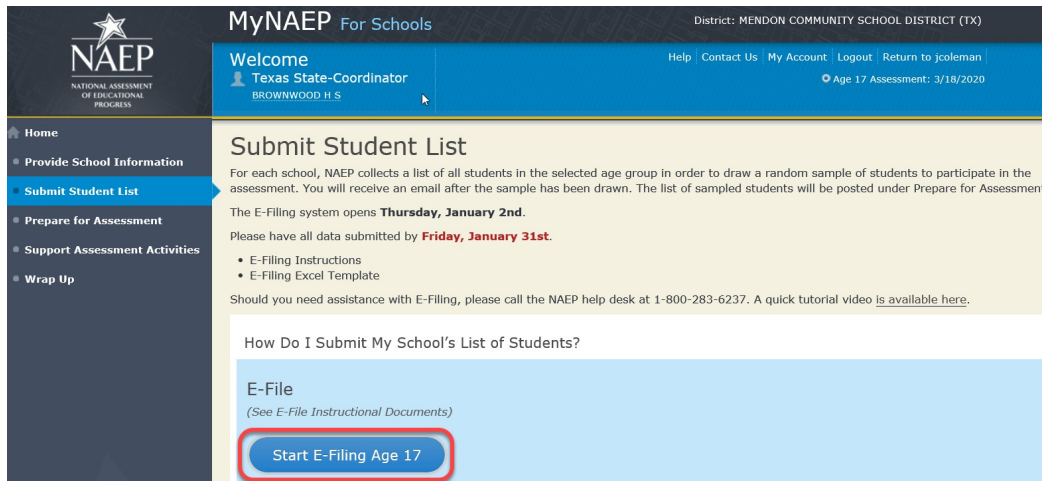 MyNAEP For Schools
District: MENDON COMMUNITY SCHOOL DISTRICT (TX)
NAEP
NATIONAL ASSESSMENT
OF EDUCATIONAL
PROGRESS
Welcome
Texas State-Coordinator
BROWNWOOD H S
Help Contact Us My Account Logout Return to jcoleman
Age 17 Assessment: 3/18/2020
Home
Provide School Information
Submit Student List
Prepare for Assessment
Support Assessment Activities
Wrap Up
Submit Student List
For each school, NAEP collects a list of all students in the selected age group in order to draw a random sample of students to participate in the
assessment. You will receive an email after the sample has been drawn. The list of sampled students will be posted under Prepare for Assessmen
The E-Filing system opens Thursday, January 2nd.
Please have all data submitted by Friday, January 31st.
• E-Filing Instructions
• E-Filing Excel Template
Should you need assistance with E-Filing, please call the NAEP help desk at 1-800-283-6237. A quick tutorial video is available here.
How Do I Submit My School's List of Students?
E-File
(See E-File Instructional Documents)
Start E-Filing Age 17